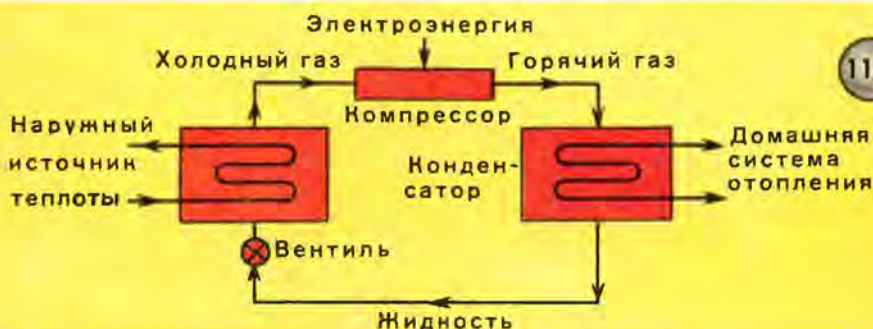 Электроэнергия
Холодный газ
Горячий газ
11
Компрессор
Наружный
источник
теплоты
Конден-
сатор
Домашняя
система
отопления
Вентиль
Жидкость